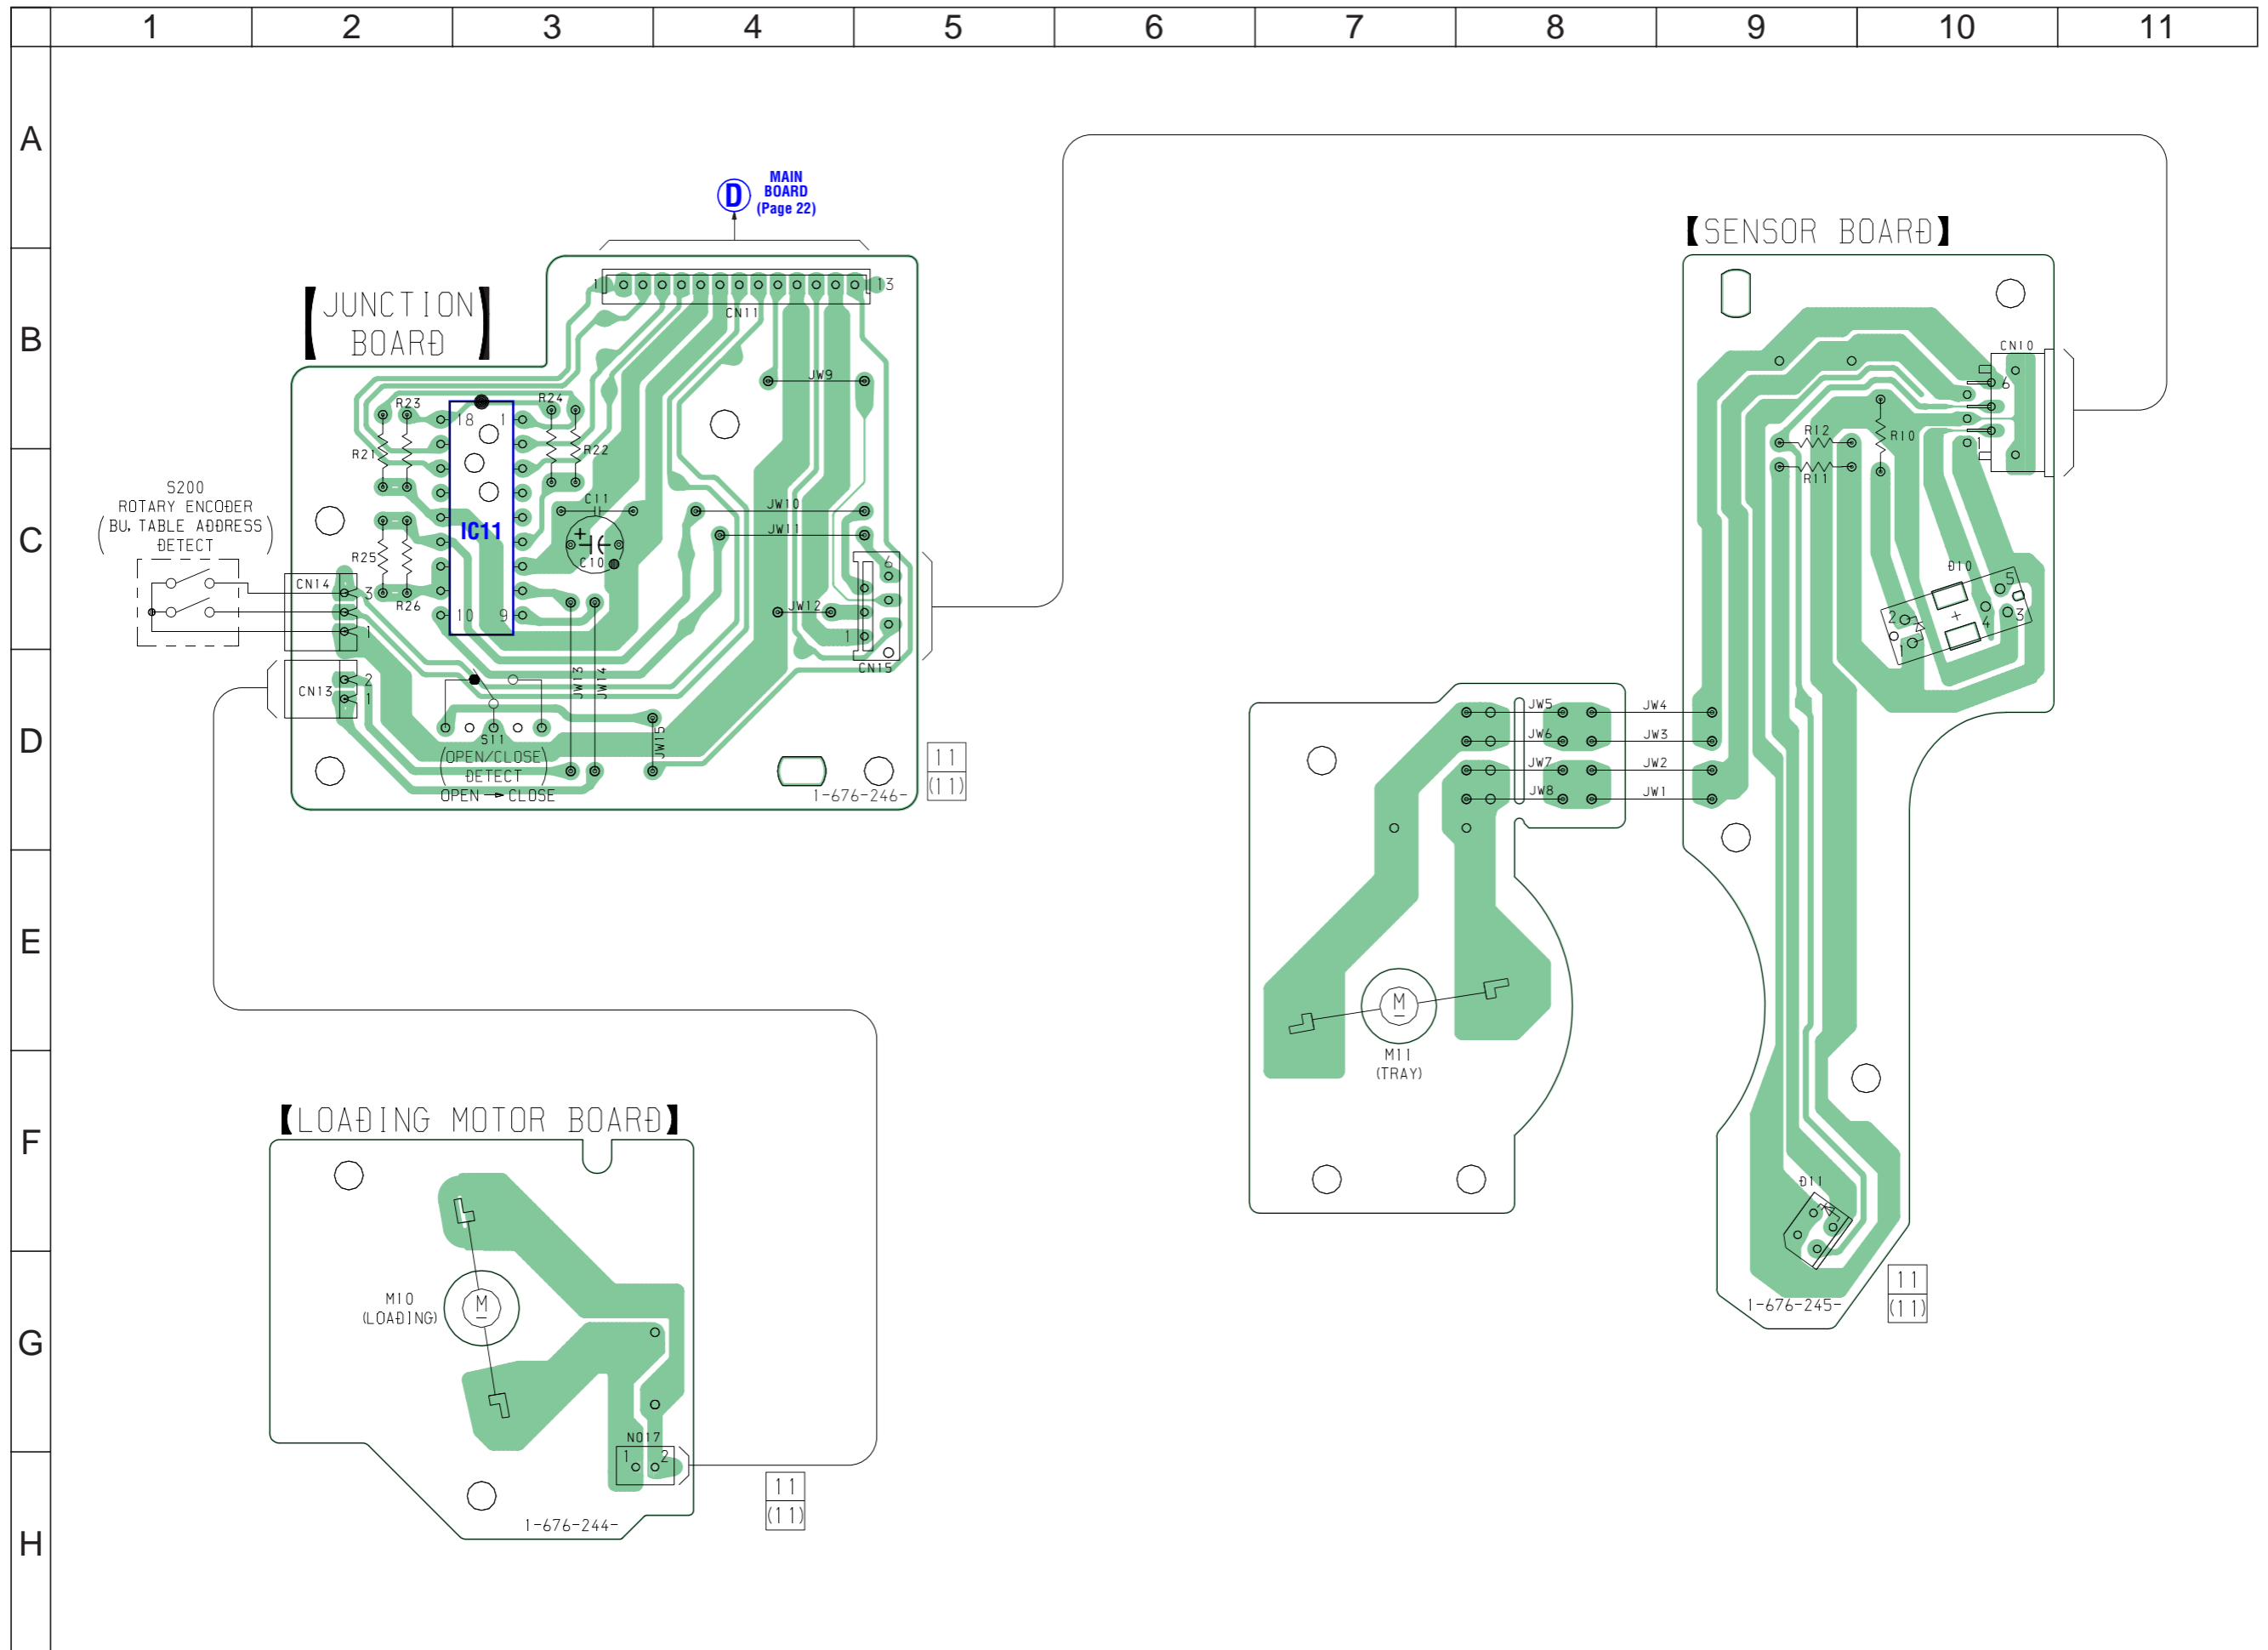 1 2 3 4 5 6 7 8 9 10 11
A
B
C
D
E
F
G
H
D
MAIN
BOARD
(Page 22)
【JUNCTION
BOARD】
1 13
CN11
JW9
R23
R24
18 1
R21
R22
C11
JW10
JW11
IC11
+
C10
R25
R26
10 9
6
JW12
1
CN15
S200
ROTARY ENCODER
(BU, TABLE ADDRESS
DETECT)
CN14
3
1
CN13
2
1
JW13
JW14
JW15
S11
(OPEN/CLOSE
DETECT)
OPEN → CLOSE
1-676-246-
11
(11)
【SENSOR BOARD】
CN10
6
1
R12
R10
R11
D10
5
2
+
4
3
1
JW5
JW4
JW6
JW3
JW7
JW2
JW8
JW1
M
M11
(TRAY)
D11
1-676-245-
11
(11)
【LOADING MOTOR BOARD】
M10
(LOADING)
M
NO17
1 2
1-676-244-
11
(11)